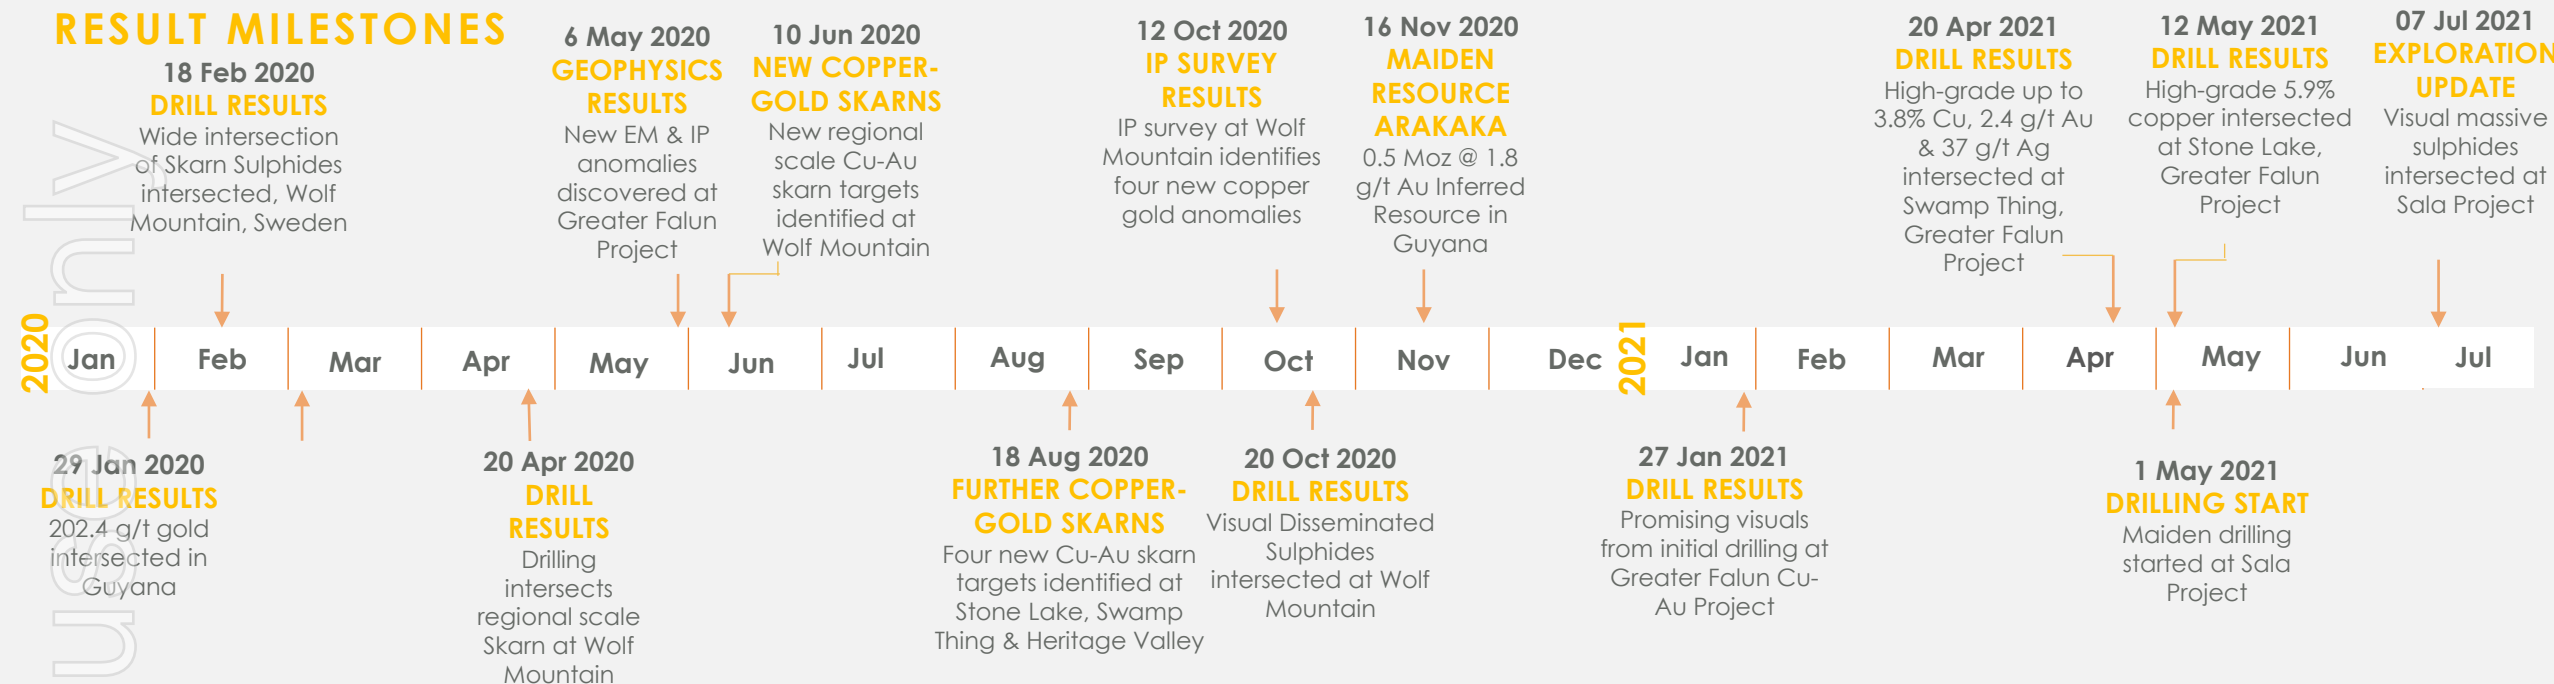 RESULT MILESTONES
18 Feb 2020
DRILL RESULTS
Wide intersection
of Skarn Sulphides
intersected, Wolf
Mountain, Sweden
6 May 2020
GEOPHYSICS
RESULTS
New EM & IP
anomalies
discovered at
Greater Falun
Project
10 Jun 2020
NEW COPPER-
GOLD SKARNS
New regional
scale Cu-Au
skarn targets
identified at
Wolf Mountain
12 Oct 2020
IP SURVEY
RESULTS
IP survey at Wolf
Mountain identifies
four new copper
gold anomalies
16 Nov 2020
MAIDEN
RESOURCE
ARAKAKA
0.5 Moz @ 1.8
g/t Au Inferred
Resource in
Guyana
20 Apr 2021
DRILL RESULTS
High-grade up to
3.8% Cu, 2.4 g/t Au
& 37 g/t Ag
intersected at
Swamp Thing,
Greater Falun
Project
12 May 2021
DRILL RESULTS
High-grade 5.9%
copper intersected
at Stone Lake,
Greater Falun
Project
07 Jul 2021
EXPLORATION
UPDATE
Visual massive
sulphides
intersected at
Sala Project
2020 Jan Feb Mar Apr May Jun Jul Aug Sep Oct Nov Dec 2021 Jan Feb Mar Apr May Jun Jul
29 Jan 2020
DRILL RESULTS
202.4 g/t gold
intersected in
Guyana
20 Apr 2020
DRILL
RESULTS
Drilling
intersects
regional scale
Skarn at Wolf
Mountain
18 Aug 2020
FURTHER COPPER-
GOLD SKARNS
Four new Cu-Au skarn
targets identified at
Stone Lake, Swamp
Thing & Heritage Valley
20 Oct 2020
DRILL RESULTS
Visual Disseminated
Sulphides
intersected at Wolf
Mountain
27 Jan 2021
DRILL RESULTS
Promising visuals
from initial drilling at
Greater Falun Cu-
Au Project
1 May 2021
DRILLING START
Maiden drilling
started at Sala
Project
use only